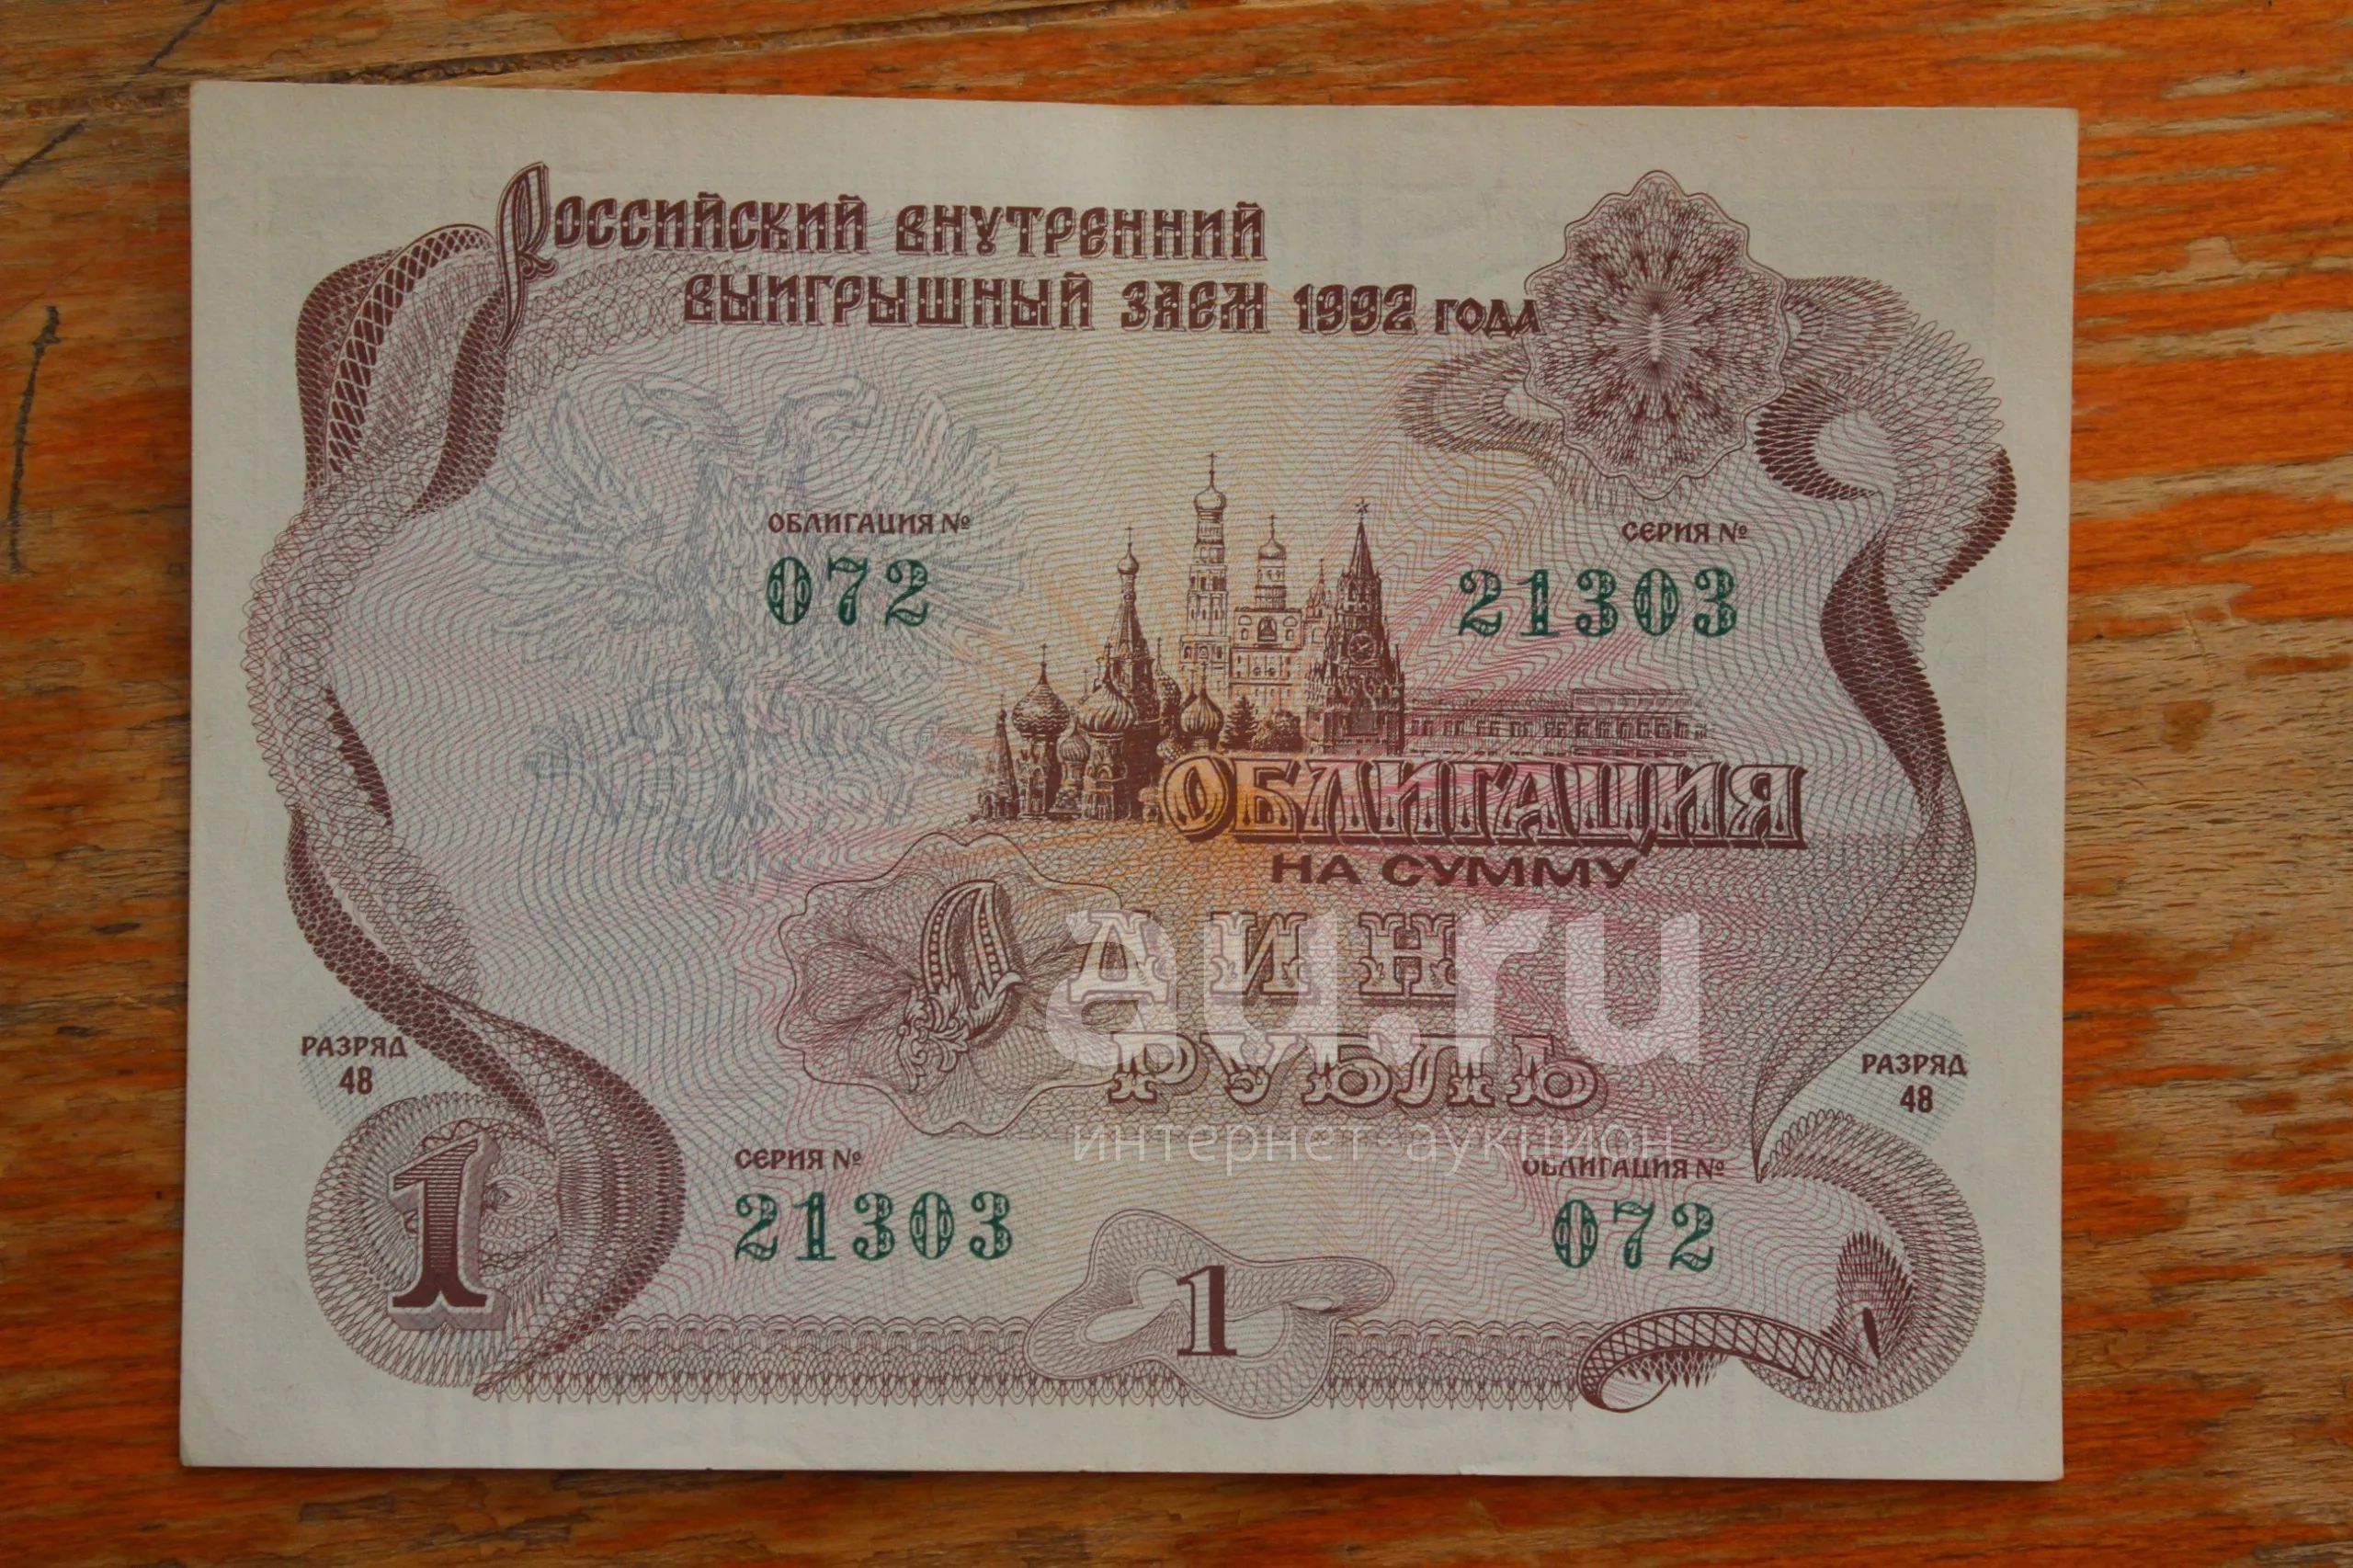 Российский внутренний
выигрышный заем 1992 года
ОБЛИГАЦИЯ №
072
СЕРИЯ №
21303
ОБЛИГАЦИЯ
НА СУММУ
ОДИН
РУБЛЬ
au.ru
интернет-аукцион
РАЗРЯД
48
РАЗРЯД
48
СЕРИЯ №
21303
ОБЛИГАЦИЯ №
072
1
1